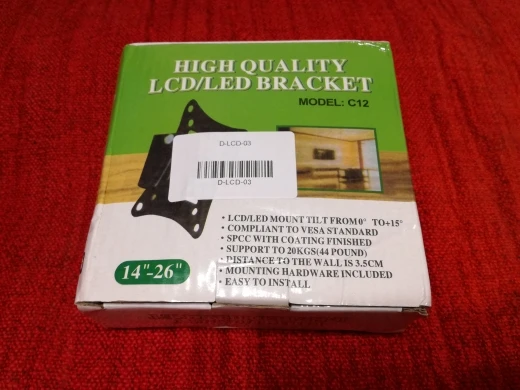 HIGH QUALITY
LCD/LED BRACKET
MODEL: C12
D-LCD-03
D-LCD-03
• LCD/LED MOUNT TILT FROM 0° TO+15°
• COMPLIANT TO VESA STANDARD
• SPCC WITH COATING FINISHED
• SUPPORT TO 20KGS(44 POUND)
• DISTANCE TO THE WALL IS 3.5CM
• MOUNTING HARDWARE INCLUDED
• EASY TO INSTALL
14"-26"